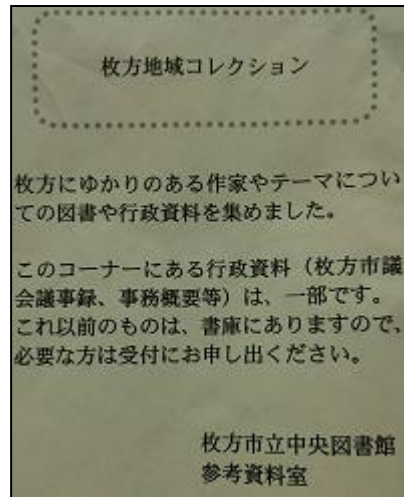 枚方地域コレクション
枚方にゆかりのある作家やテーマについ
ての図書や行政資料を集めました。
このコーナーにある行政資料（枚方市議
会議事録、事務概要等）は、一部です。
これ以前のものは、書庫にありますので、
必要な方は受付にお申し出ください。
枚方市立中央図書館
参考資料室